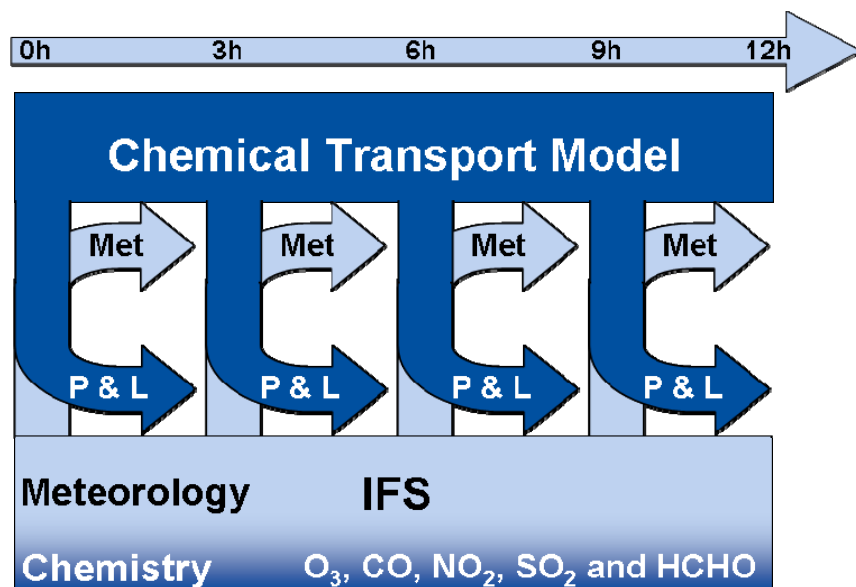 0h 3h 6h 9h 12h
Chemical Transport Model
Met Met Met Met
P & L P & L P & L P & L
Meteorology IFS
Chemistry O₃, CO, NO₂, SO₂ and HCHO